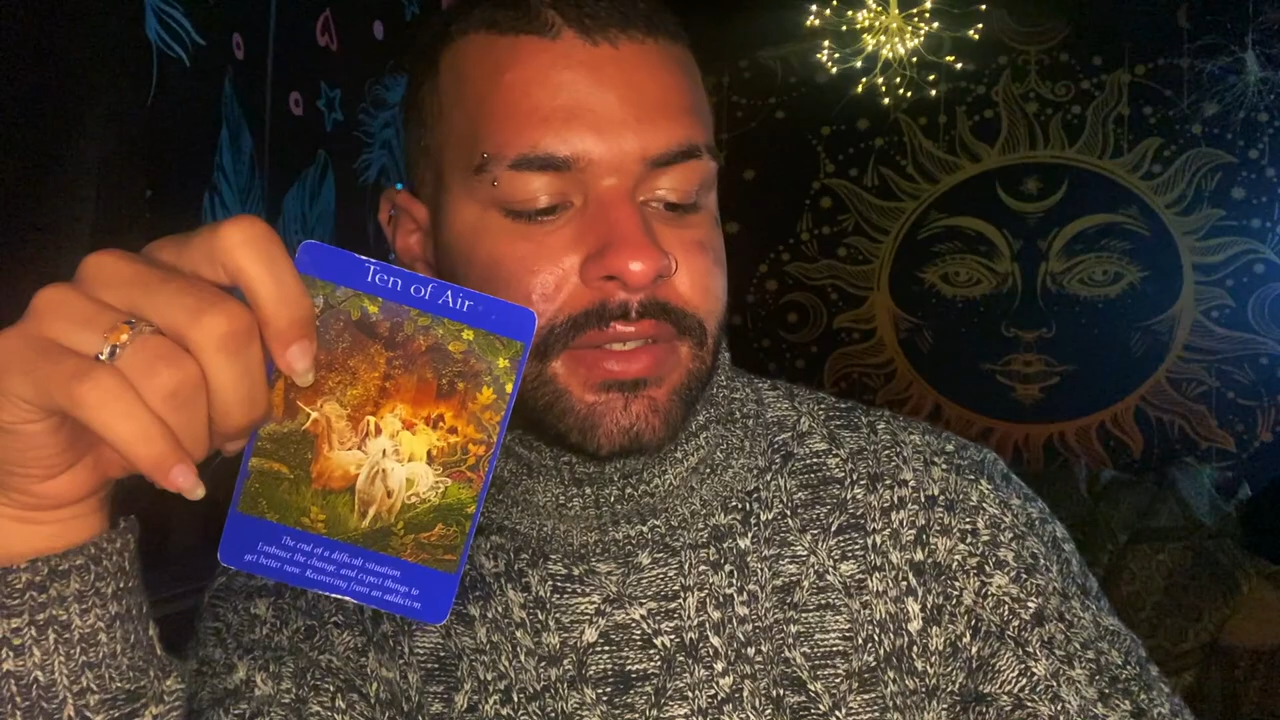 Ten of Air
The end of a difficult situation.
Embrace the change, and expect things to
get better now. Recovering from an addiction.